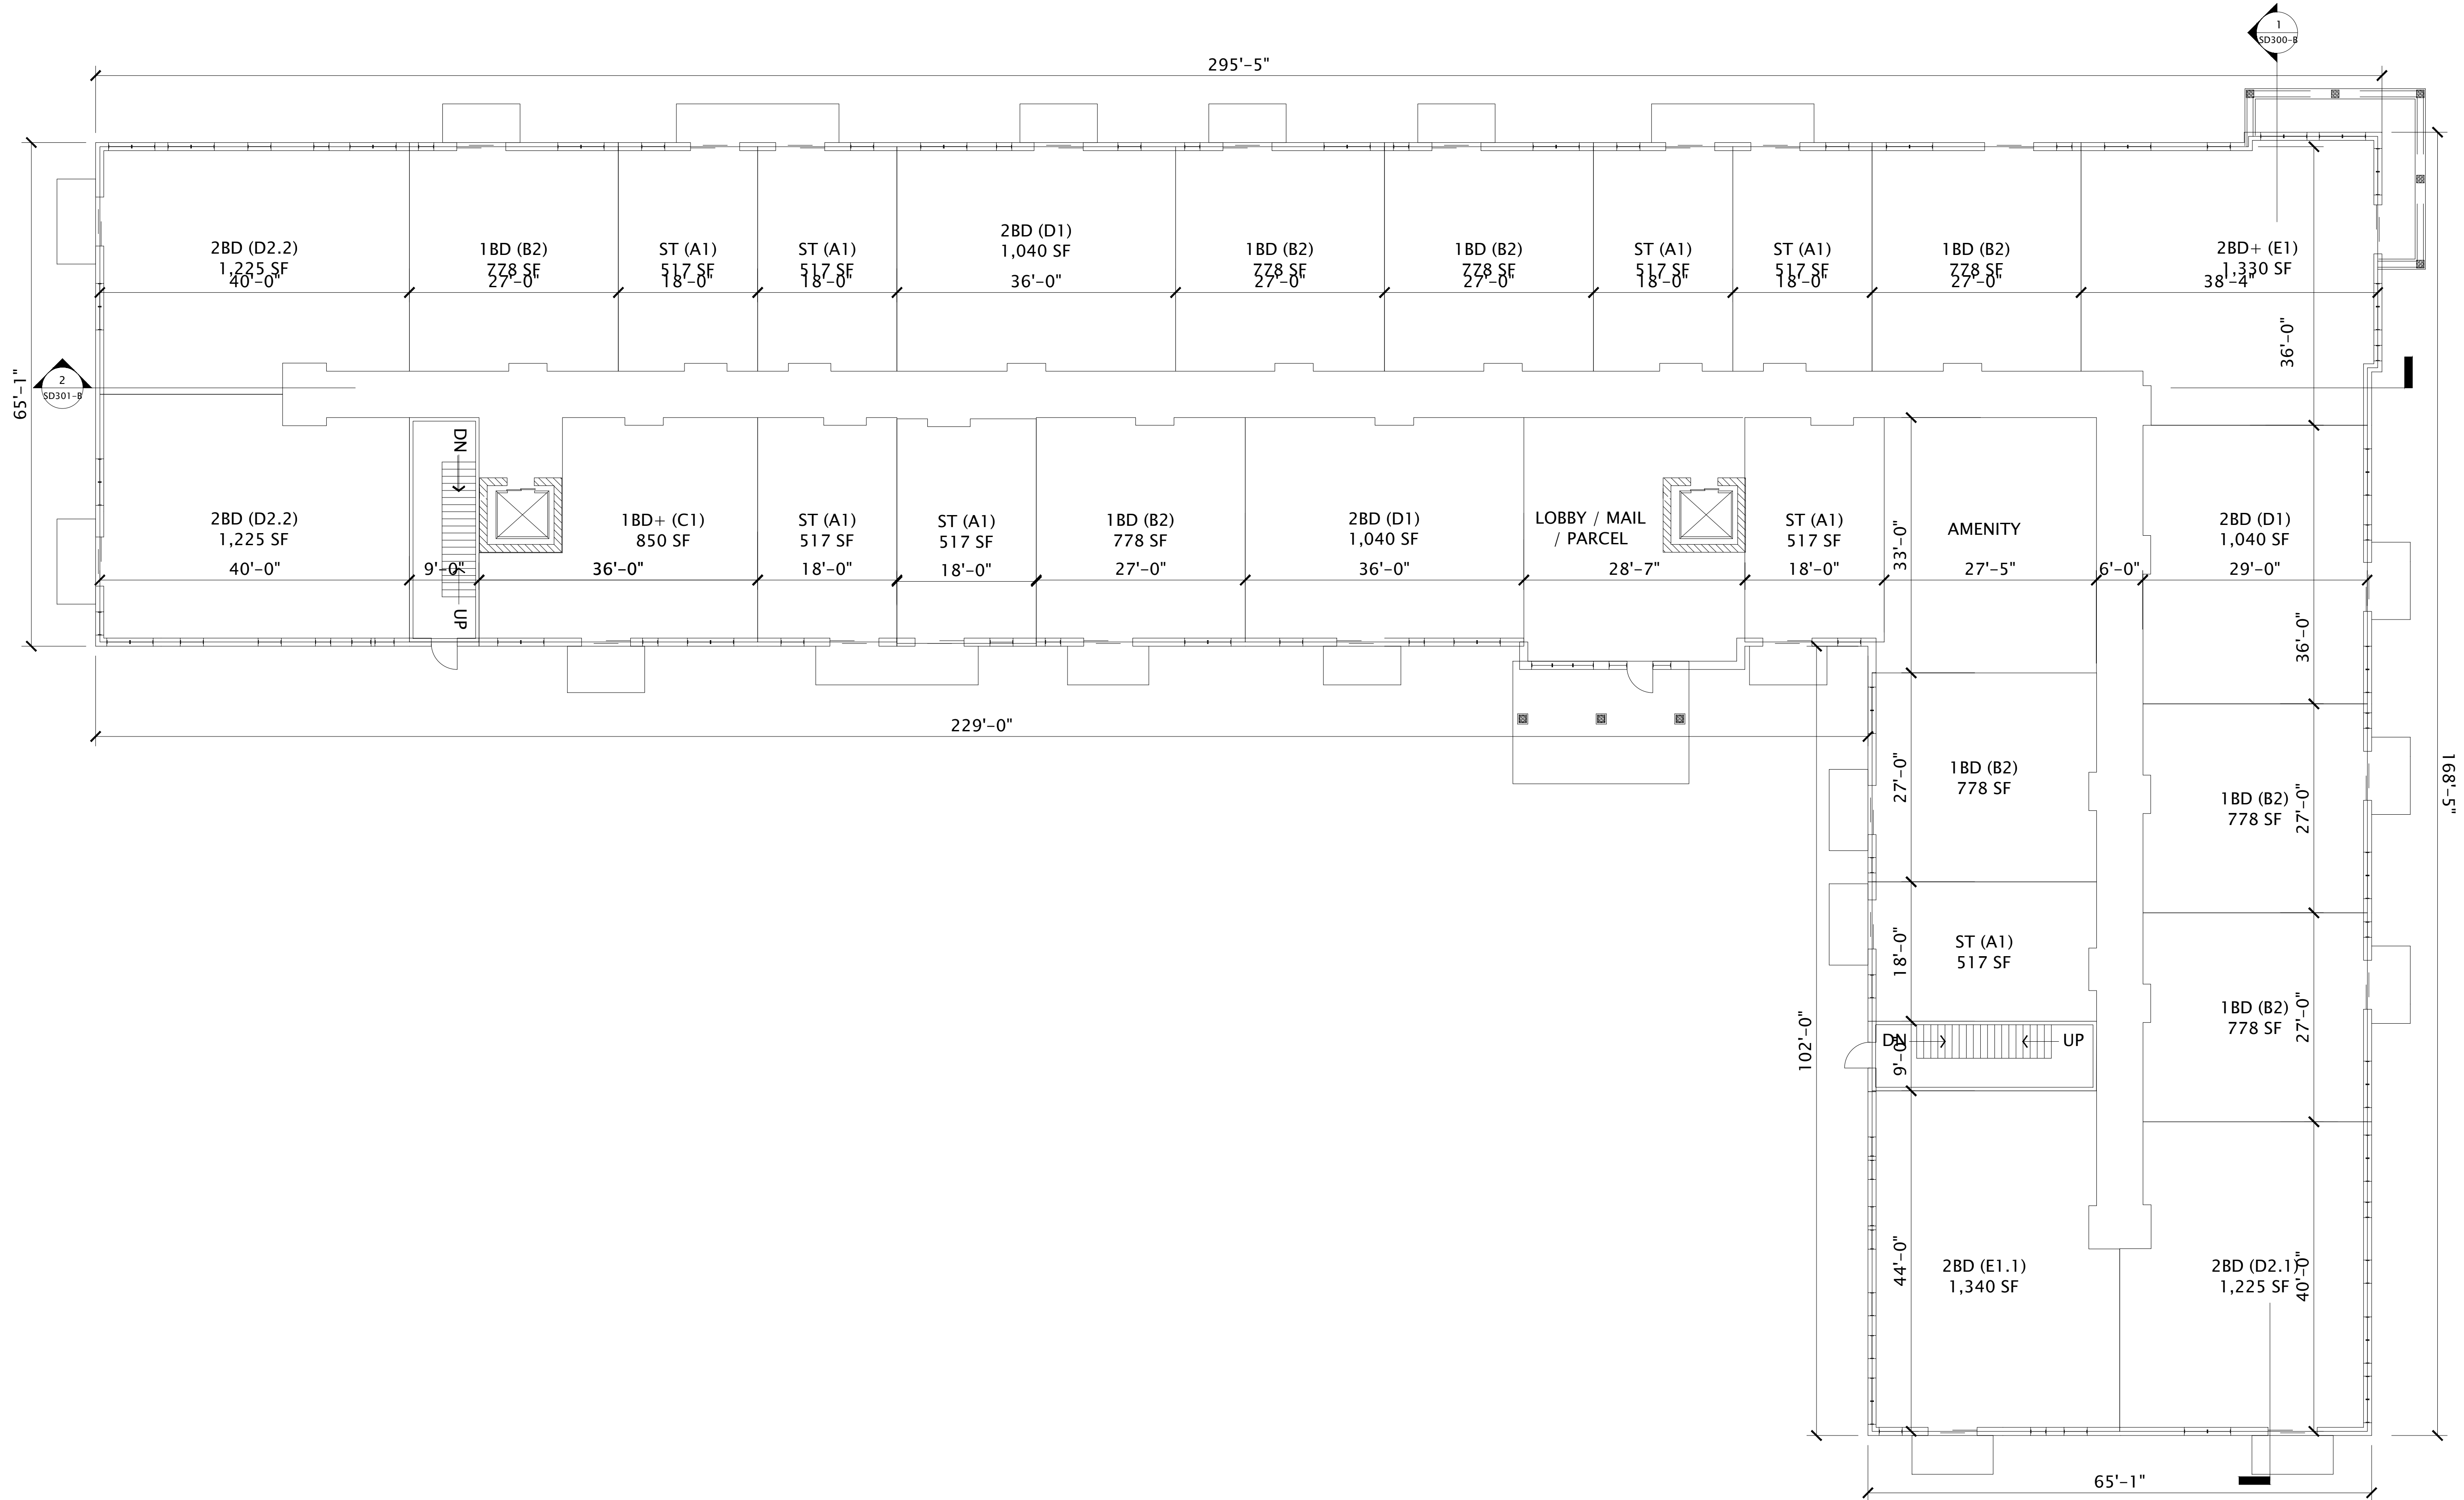 1
SD300-B
295'-5"
2BD (D2.2)
1,225 SF
40'-0"
1BD (B2)
778 SF
27'-0"
ST (A1)
517 SF
18'-0"
ST (A1)
517 SF
18'-0"
2BD (D1)
1,040 SF
36'-0"
1BD (B2)
778 SF
27'-0"
1BD (B2)
778 SF
27'-0"
ST (A1)
517 SF
18'-0"
ST (A1)
517 SF
18'-0"
1BD (B2)
778 SF
27'-0"
2BD+ (E1)
1,330 SF
38'-4"
36'-0"
65'-1"
2
SD301-B
2BD (D2.2)
1,225 SF
40'-0"
DN
UP
9'-0"
1BD+ (C1)
850 SF
36'-0"
ST (A1)
517 SF
18'-0"
ST (A1)
517 SF
18'-0"
1BD (B2)
778 SF
27'-0"
2BD (D1)
1,040 SF
36'-0"
LOBBY / MAIL
/ PARCEL
28'-7"
ST (A1)
517 SF
18'-0"
33'-0"
AMENITY
27'-5"
6'-0"
2BD (D1)
1,040 SF
29'-0"
36'-0"
229'-0"
168'-5"
27'-0"
1BD (B2)
778 SF
1BD (B2)
778 SF
27'-0"
18'-0"
ST (A1)
517 SF
1BD (B2)
778 SF
27'-0"
102'-0"
DN
UP
9'-0"
44'-0"
2BD (E1.1)
1,340 SF
2BD (D2.1)
1,225 SF
40'-0"
65'-1"